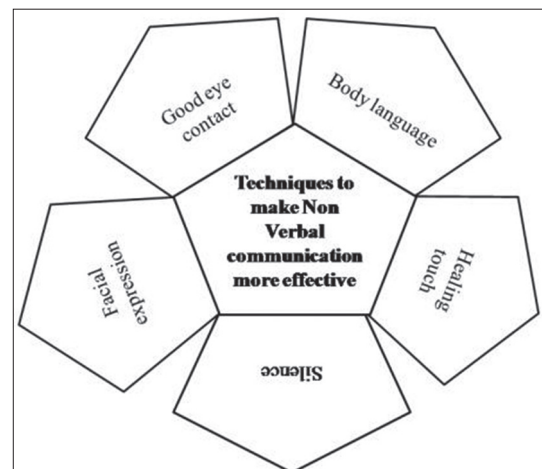 Good eye
contact
Body language
Techniques to
make Non
Verbal
communication
more effective
Facial
expression
Healing
touch
Silence